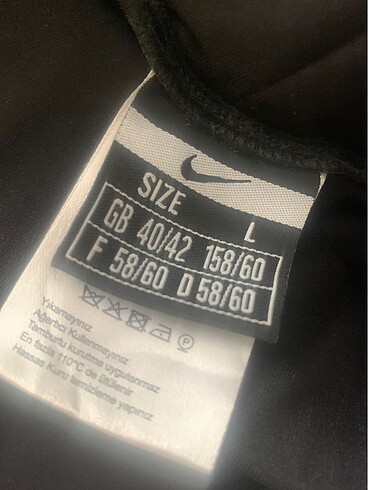 SIZE L
GB 40/42 158/60
F 58/60 D 58/60
P
Yıkamayınız
Ağartıcı Kullanmayınız
Tamburlu kurutma uygulanmaz
En fazla 110°C de ütülenir
Hassas Kuru temizleme yapınız